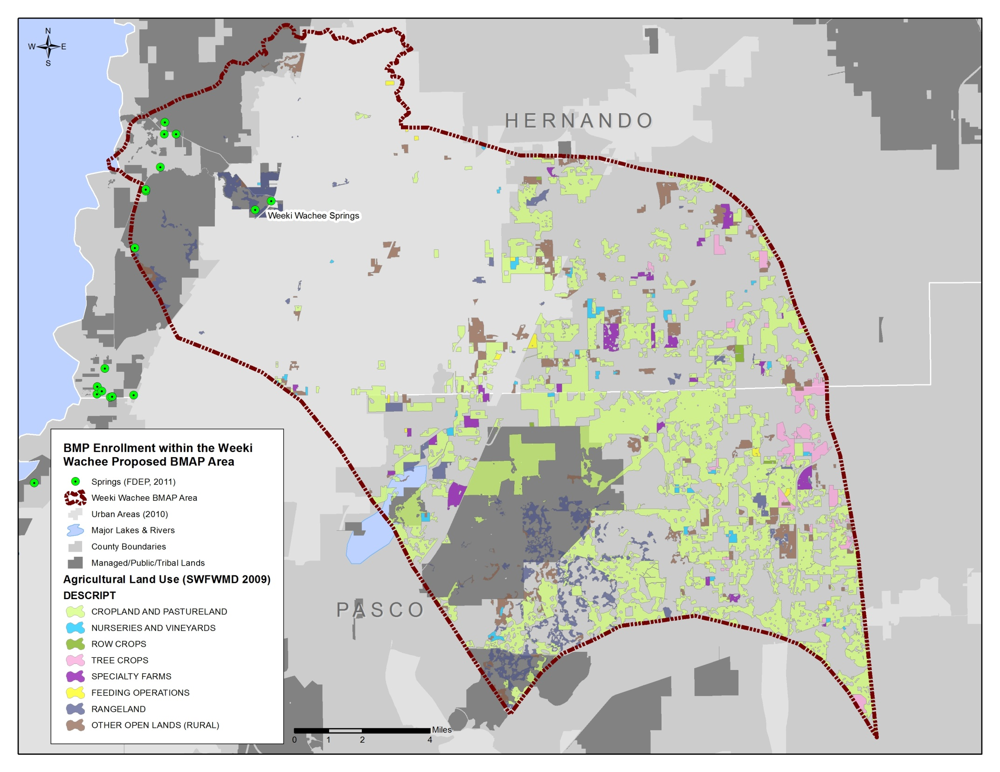 N
W E
S
HERNANDO
Weeki Wachee Springs
PASCO
BMP Enrollment within the Weeki
Wachee Proposed BMAP Area
Springs (FDEP, 2011)
Weeki Wachee BMAP Area
Urban Areas (2010)
Major Lakes & Rivers
County Boundaries
Managed/Public/Tribal Lands
Agricultural Land Use (SWFWMD 2009)
DESCRIPT
CROPLAND AND PASTURELAND
NURSERIES AND VINEYARDS
ROW CROPS
TREE CROPS
SPECIALTY FARMS
FEEDING OPERATIONS
RANGELAND
OTHER OPEN LANDS (RURAL)
Miles
0 1 2 4